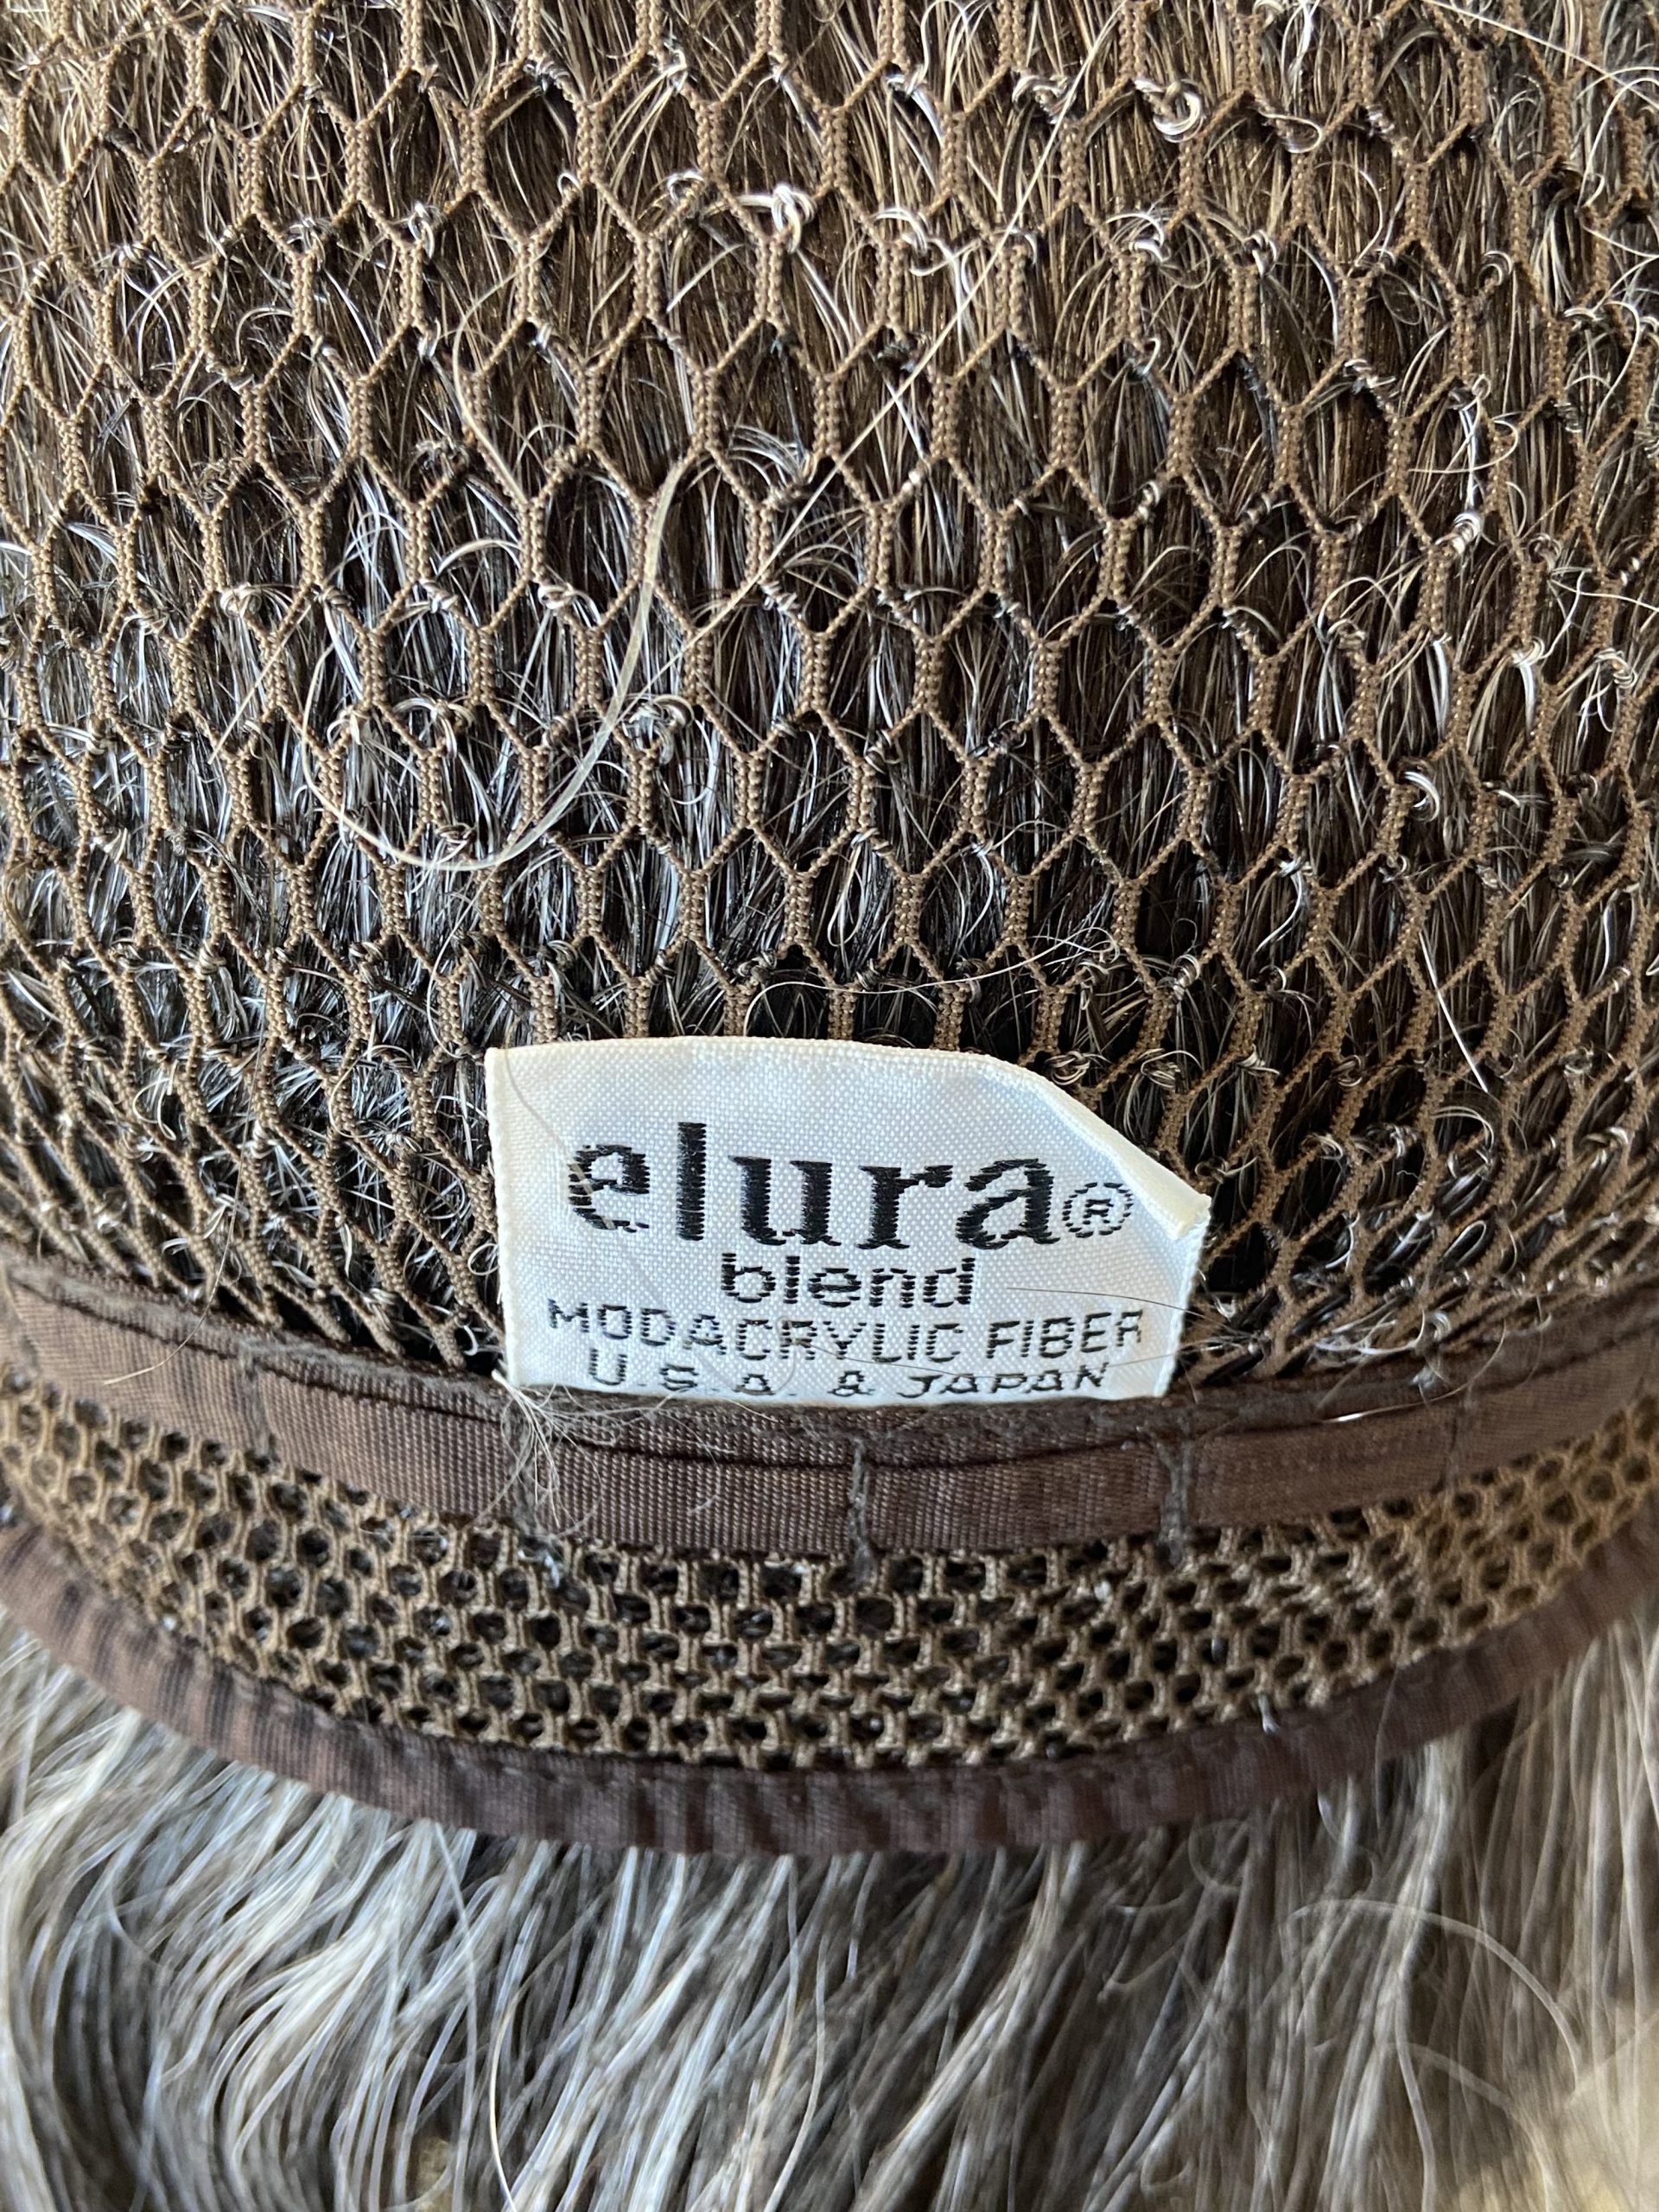 elura®
blend
MODACRYLIC FIBER
U.S.A. & JAPAN